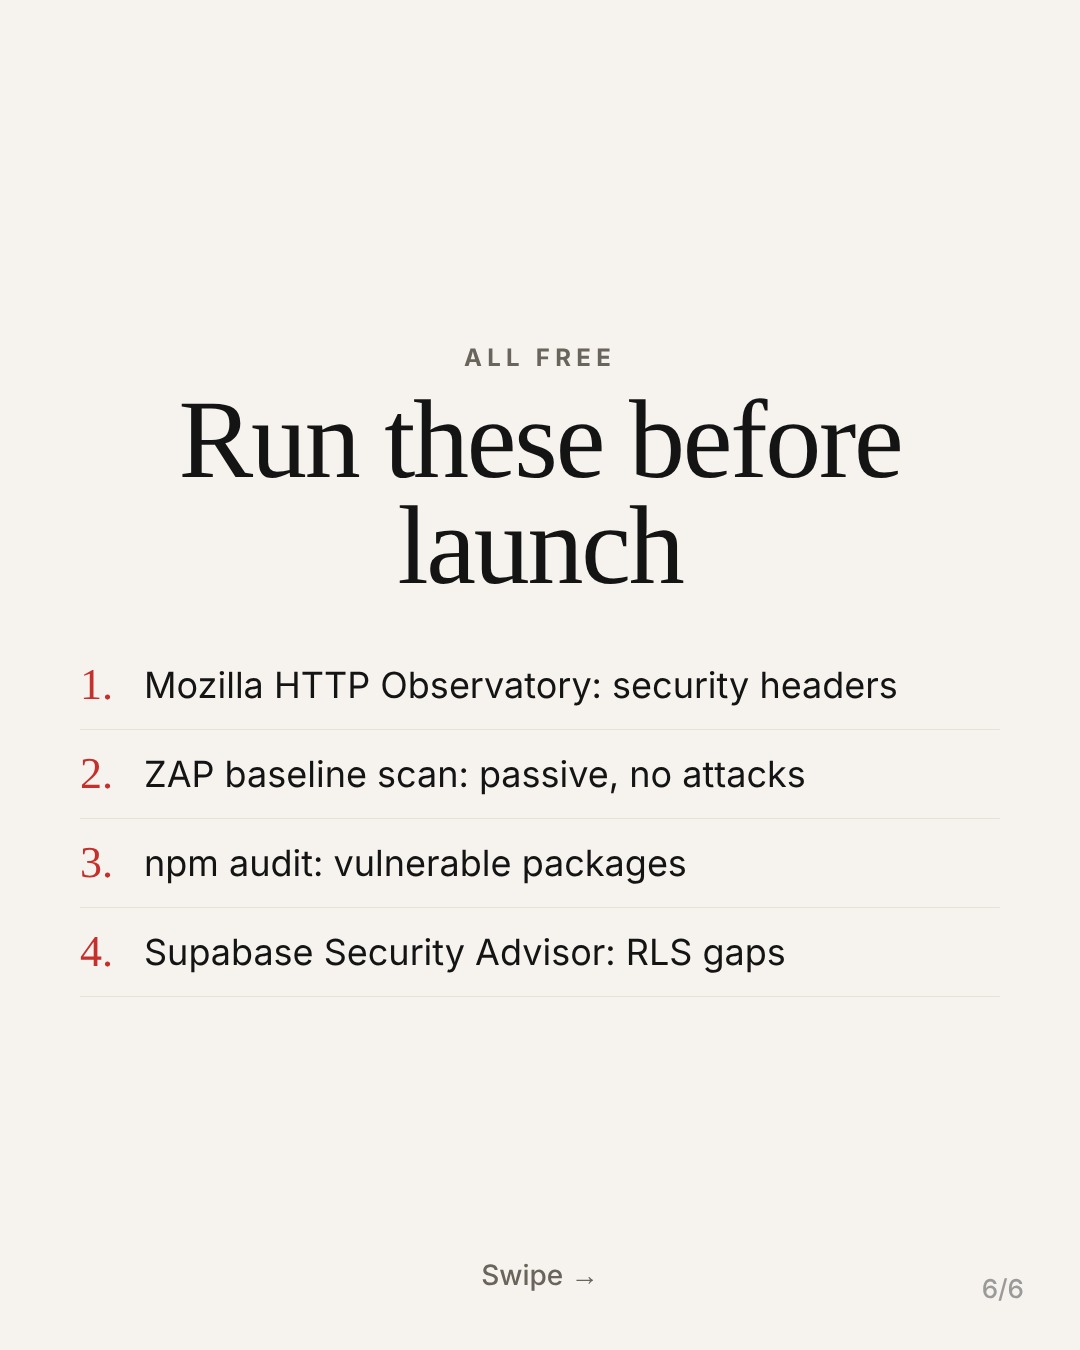 ALL FREE
Run these before
launch
1. Mozilla HTTP Observatory: security headers
2. ZAP baseline scan: passive, no attacks
3. npm audit: vulnerable packages
4. Supabase Security Advisor: RLS gaps
Swipe →
6/6